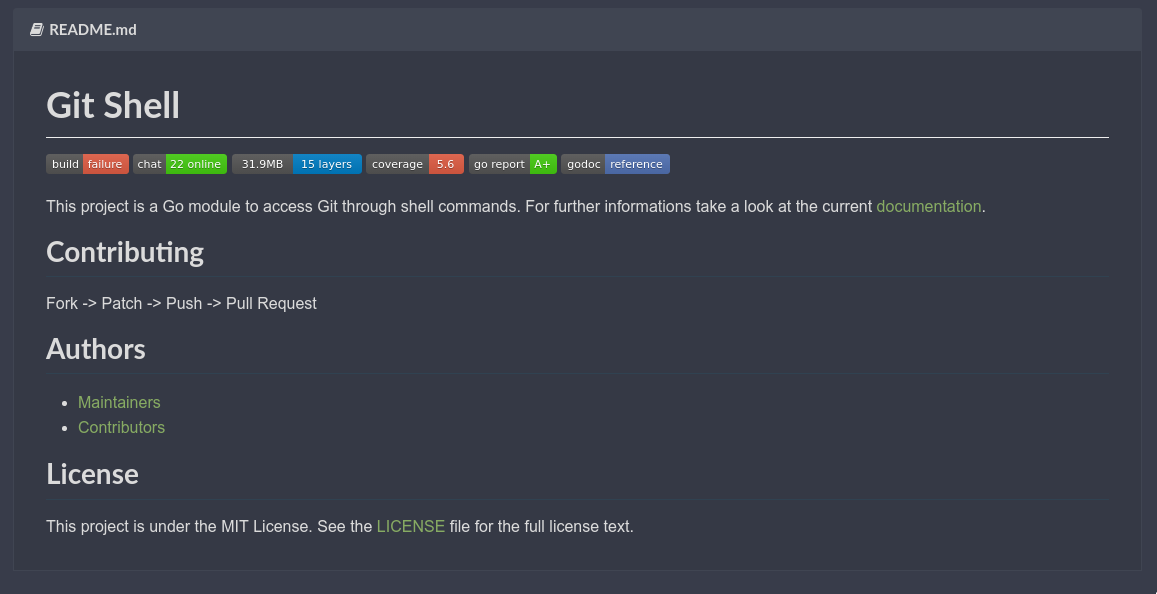 README.md
Git Shell
build failure chat 22 online 31.9MB 15 layers coverage 5.6 go report A+ godoc reference
This project is a Go module to access Git through shell commands. For further informations take a look at the current documentation.
Contributing
Fork -> Patch -> Push -> Pull Request
Authors
• Maintainers
• Contributors
License
This project is under the MIT License. See the LICENSE file for the full license text.